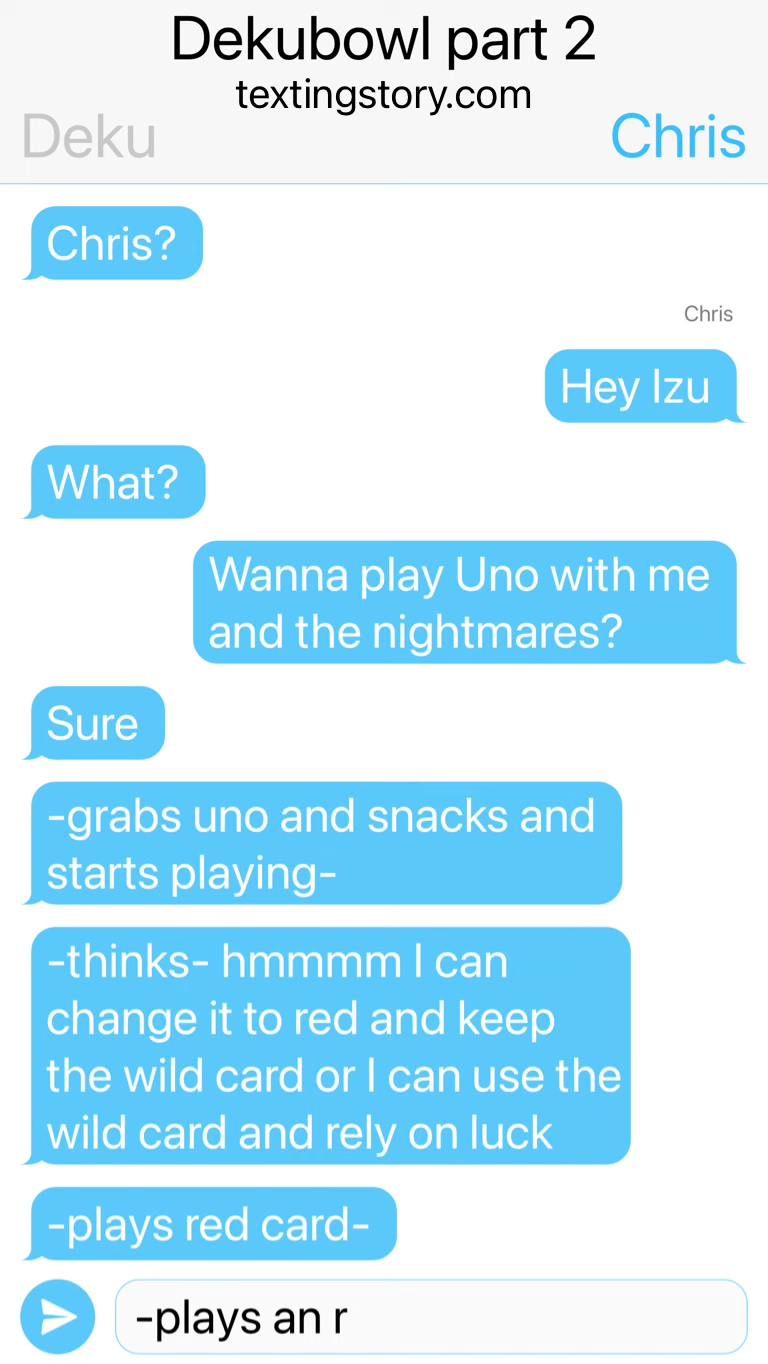 Dekubowl part 2
textingstory.com
Deku
Chris
Chris?
Chris
Hey Izu
What?
Wanna play Uno with me
and the nightmares?
Sure
-grabs uno and snacks and
starts playing-
-thinks- hmmmm I can
change it to red and keep
the wild card or I can use the
wild card and rely on luck
-plays red card-
-plays an r